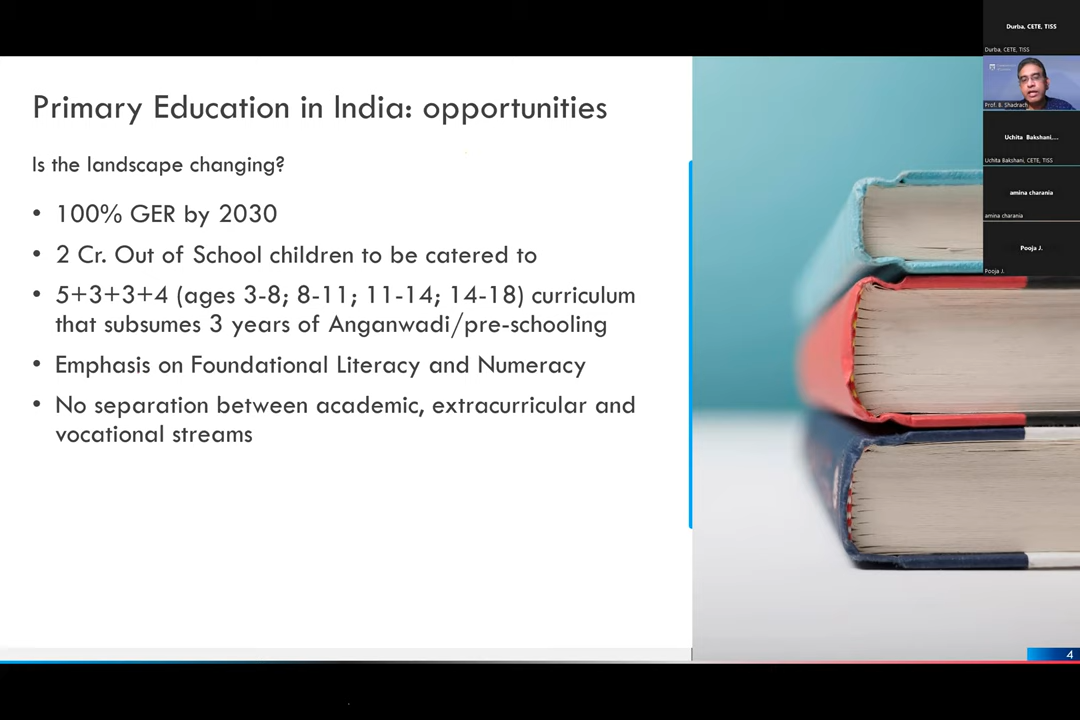 Primary Education in India: opportunities
Is the landscape changing?
• 100% GER by 2030
• 2 Cr. Out of School children to be catered to
• 5+3+3+4 (ages 3-8; 8-11; 11-14; 14-18) curriculum
that subsumes 3 years of Anganwadi/pre-schooling
• Emphasis on Foundational Literacy and Numeracy
• No separation between academic, extracurricular and
vocational streams
4
Durba, CETE, TISS
Durba, CETE, TISS
Prof. B. Shadrach
Uchita Bakshani,...
Uchita Bakshani, CETE, TISS
amina charania
amina charania
Pooja J.
Pooja J.